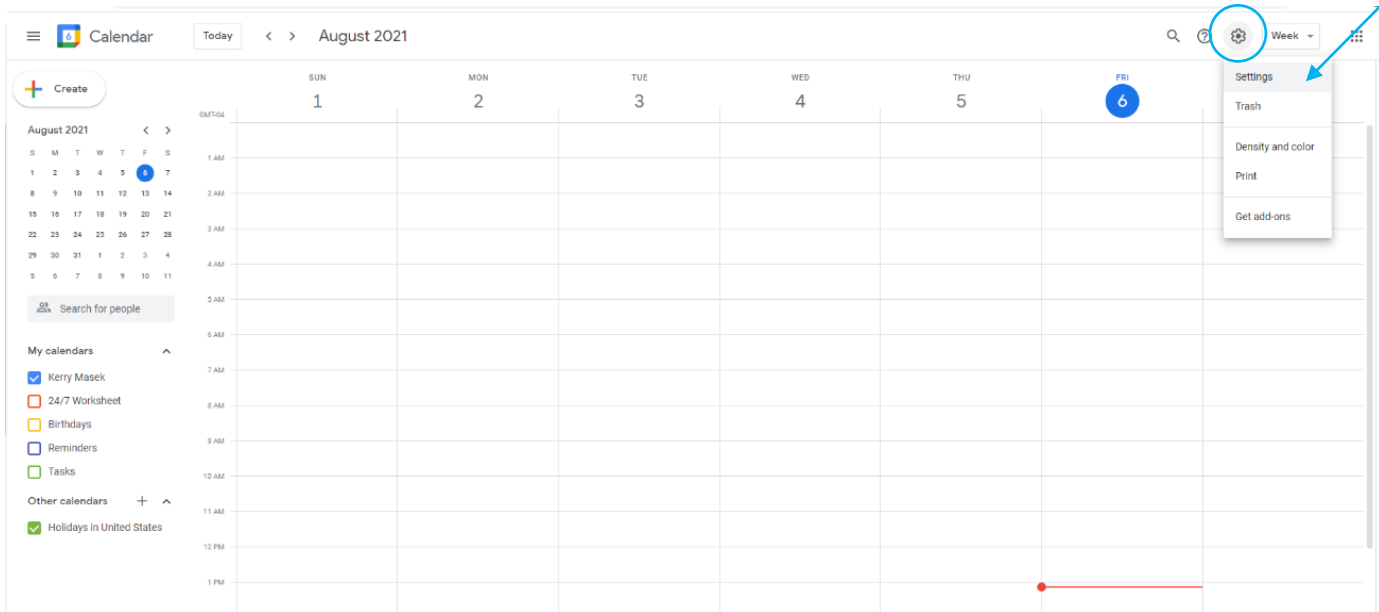 6 Calendar Today August 2021 Week
Create
SUN MON TUE WED THU FRI
1 2 3 4 5 6
GMT-04
August 2021
S M T W T F S
1 2 3 4 5 6 7
8 9 10 11 12 13 14
15 16 17 18 19 20 21
22 23 24 25 26 27 28
29 30 31 1 2 3 4
5 6 7 8 9 10 11
Search for people
My calendars
Kerry Masek
24/7 Worksheet
Birthdays
Reminders
Tasks
Other calendars
Holidays in United States
1 AM
2 AM
3 AM
4 AM
5 AM
6 AM
7 AM
8 AM
9 AM
10 AM
11 AM
12 PM
1 PM
Settings
Trash
Density and color
Print
Get add-ons